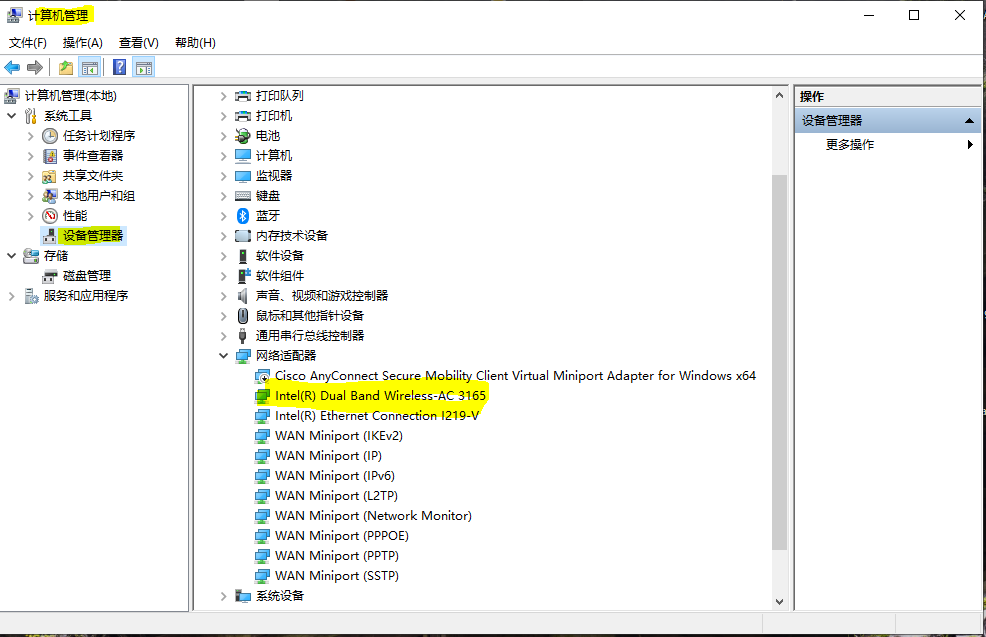 计算机管理
文件(F) 操作(A) 查看(V) 帮助(H)
计算机管理(本地)
系统工具
任务计划程序
事件查看器
共享文件夹
本地用户和组
性能
设备管理器
存储
磁盘管理
服务和应用程序
打印队列
打印机
电池
计算机
监视器
键盘
蓝牙
内存技术设备
软件设备
软件组件
声音、视频和游戏控制器
鼠标和其他指针设备
通用串行总线控制器
网络适配器
Cisco AnyConnect Secure Mobility Client Virtual Miniport Adapter for Windows x64
Intel(R) Dual Band Wireless-AC 3165
Intel(R) Ethernet Connection I219-V
WAN Miniport (IKEv2)
WAN Miniport (IP)
WAN Miniport (IPv6)
WAN Miniport (L2TP)
WAN Miniport (Network Monitor)
WAN Miniport (PPPOE)
WAN Miniport (PPTP)
WAN Miniport (SSTP)
系统设备
操作
设备管理器
更多操作